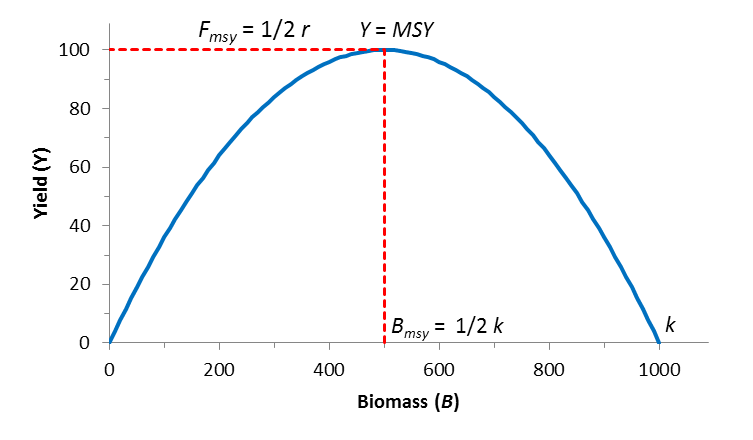 F_msy = 1/2 r
Y = MSY
100
80
60
40
20
0
Yield (Y)
B_msy = 1/2 k
k
0
200
400
600
800
1000
Biomass (B)